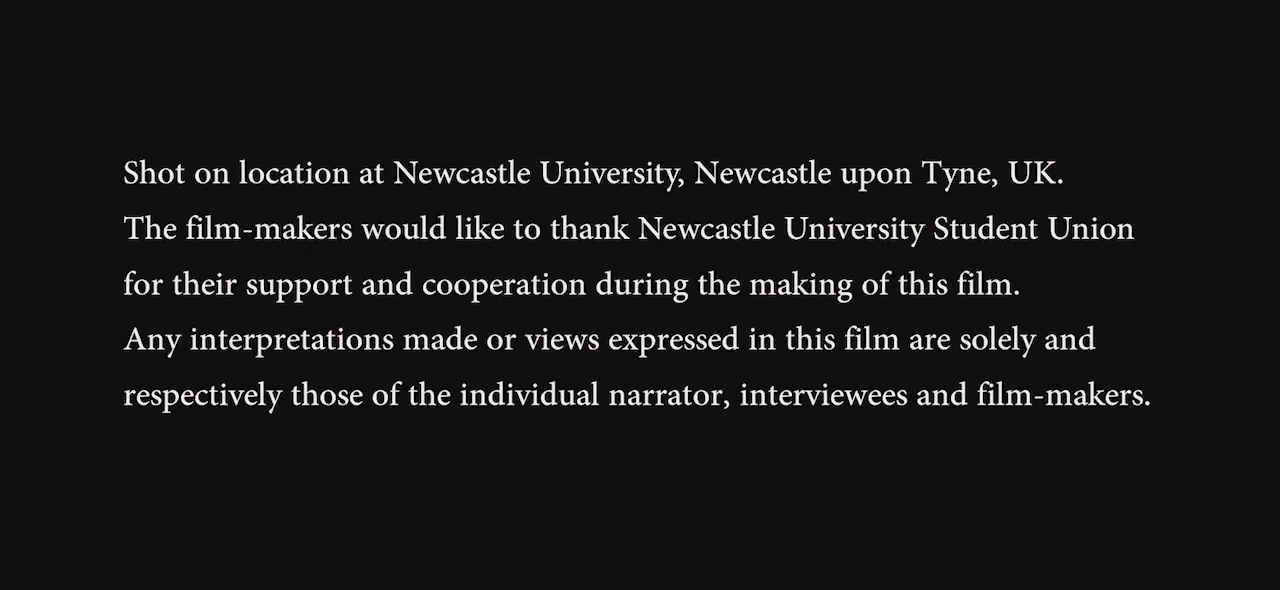 Shot on location at Newcastle University, Newcastle upon Tyne, UK.
The film-makers would like to thank Newcastle University Student Union
for their support and cooperation during the making of this film.
Any interpretations made or views expressed in this film are solely and
respectively those of the individual narrator, interviewees and film-makers.